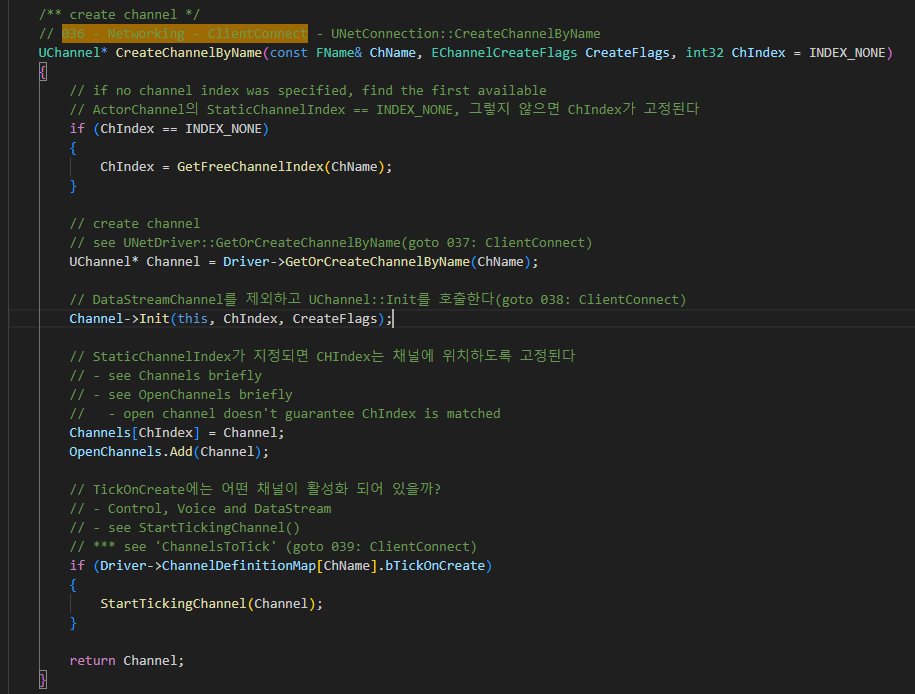 /** create channel */
// 036 - Networking - ClientConnect - UNetConnection::CreateChannelByName
UChannel* CreateChannelByName(const FName& ChName, EChannelCreateFlags CreateFlags, int32 ChIndex = INDEX_NONE)
{
// if no channel index was specified, find the first available
// ActorChannel의 StaticChannelIndex == INDEX_NONE, 그렇지 않으면 ChIndex가 고정된다
if (ChIndex == INDEX_NONE)
{
ChIndex = GetFreeChannelIndex(ChName);
}
// create channel
// see UNetDriver::GetOrCreateChannelByName(goto 037: ClientConnect)
UChannel* Channel = Driver->GetOrCreateChannelByName(ChName);
// DataStreamChannel를 제외하고 UChannel::Init를 호출한다(goto 038: ClientConnect)
Channel->Init(this, ChIndex, CreateFlags);
// StaticChannelIndex가 지정되면 CHIndex는 채널에 위치하도록 고정된다
// - see Channels briefly
// - see OpenChannels briefly
//   - open channel doesn't guarantee ChIndex is matched
Channels[ChIndex] = Channel;
OpenChannels.Add(Channel);
// TickOnCreate에는 어떤 채널이 활성화 되어 있을까?
// - Control, Voice and DataStream
// - see StartTickingChannel()
// *** see 'ChannelsToTick' (goto 039: ClientConnect)
if (Driver->ChannelDefinitionMap[ChName].bTickOnCreate)
{
StartTickingChannel(Channel);
}
return Channel;
}